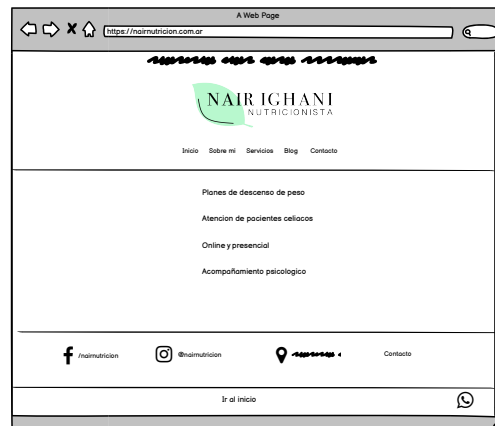 A Web Page
https://nairnutricion.com.ar
NAIR IGHANI
NUTRICIONISTA
Inicio Sobre mi Servicios Blog Contacto
Planes de descenso de peso
Atencion de pacientes celiacos
Online y presencial
Acompañamiento psicologico
/nairnutricion @nairnutricion Contacto
Ir al inicio